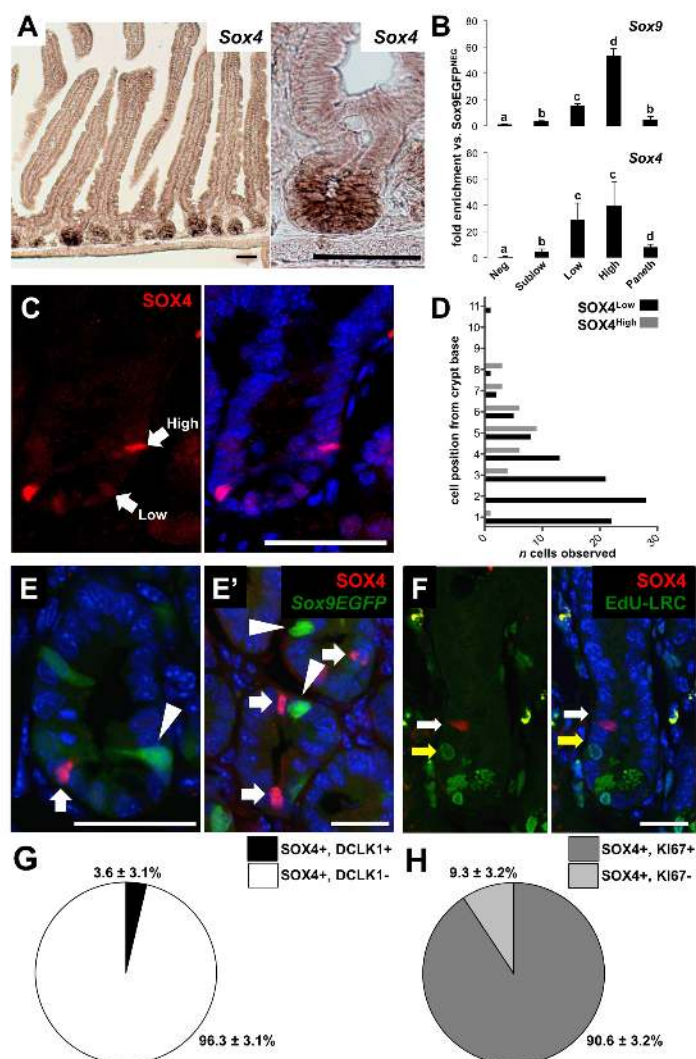 A
Sox4
Sox4
B
Sox9
fold enrichment vs. Sox9EGFPNEG
80
60
40
20
0
a
b
c
d
b
Sox4
80
60
40
20
0
a
b
c
c
d
Neg
Sublow
Low
High
Paneth
C
SOX4
High
Low
D
SOX4Low
SOX4High
cell position from crypt base
11
10
9
8
7
6
5
4
3
2
1
0
10
20
30
n cells observed
E
E'
SOX4
Sox9EGFP
F
SOX4
EdU-LRC
G
SOX4+, DCLK1+
SOX4+, DCLK1-
3.6 ± 3.1%
96.3 ± 3.1%
H
SOX4+, KI67+
SOX4+, KI67-
9.3 ± 3.2%
90.6 ± 3.2%